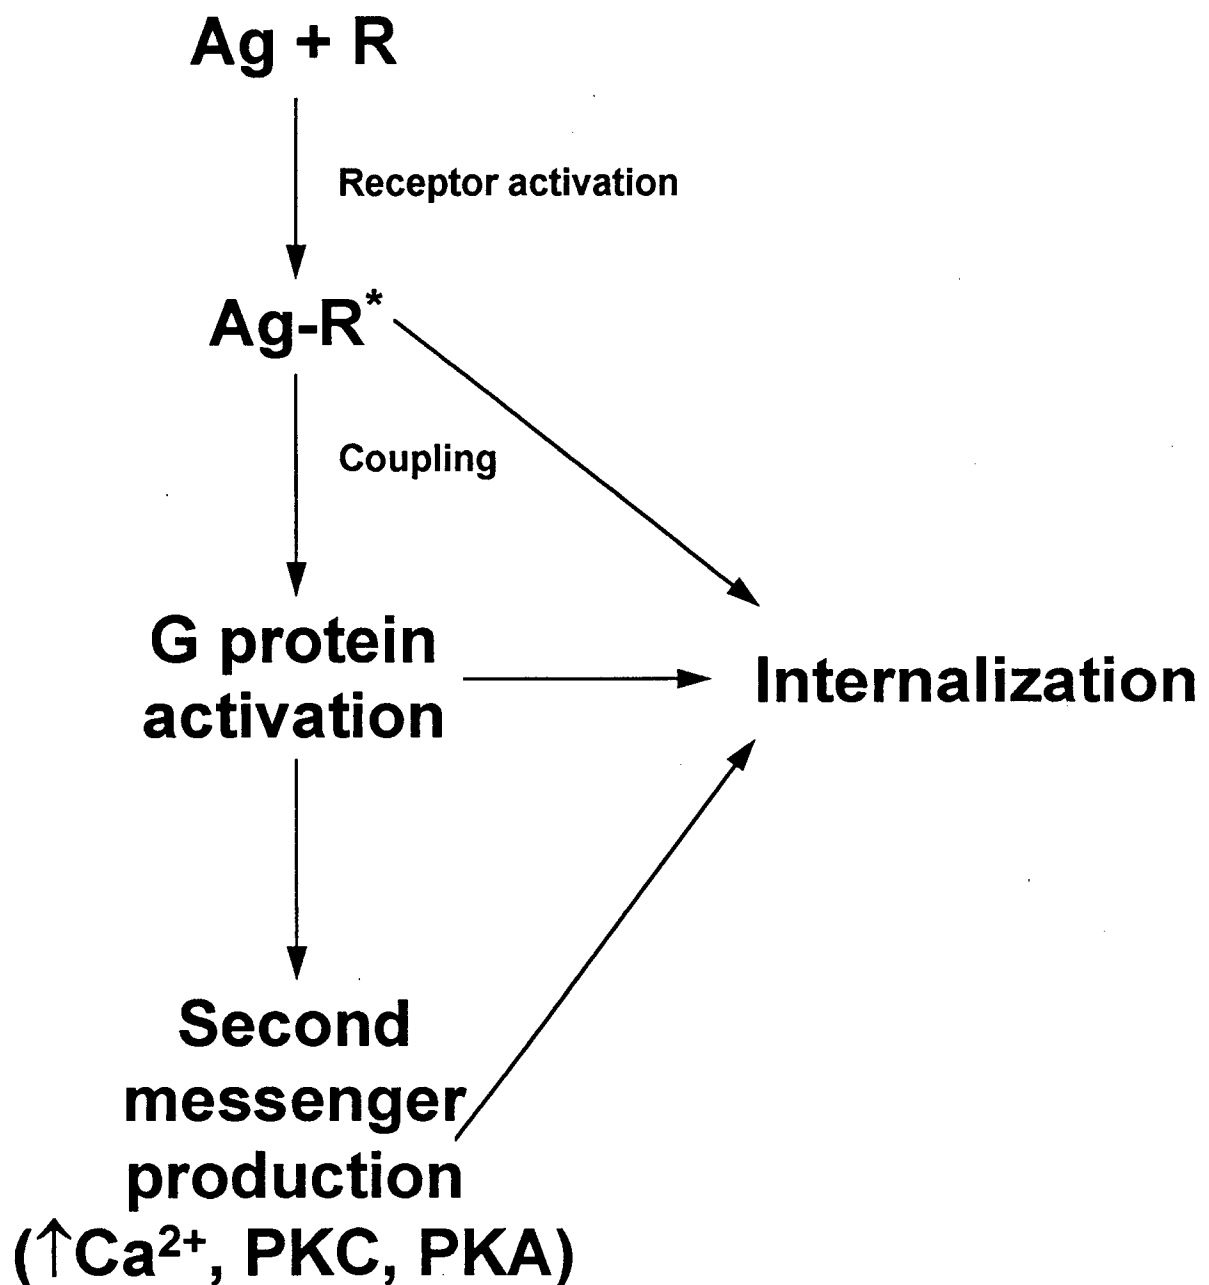 Ag + R
Receptor activation
Ag-R*
Coupling
G protein
activation
Internalization
Second
messenger
production
(↑Ca²⁺, PKC, PKA)